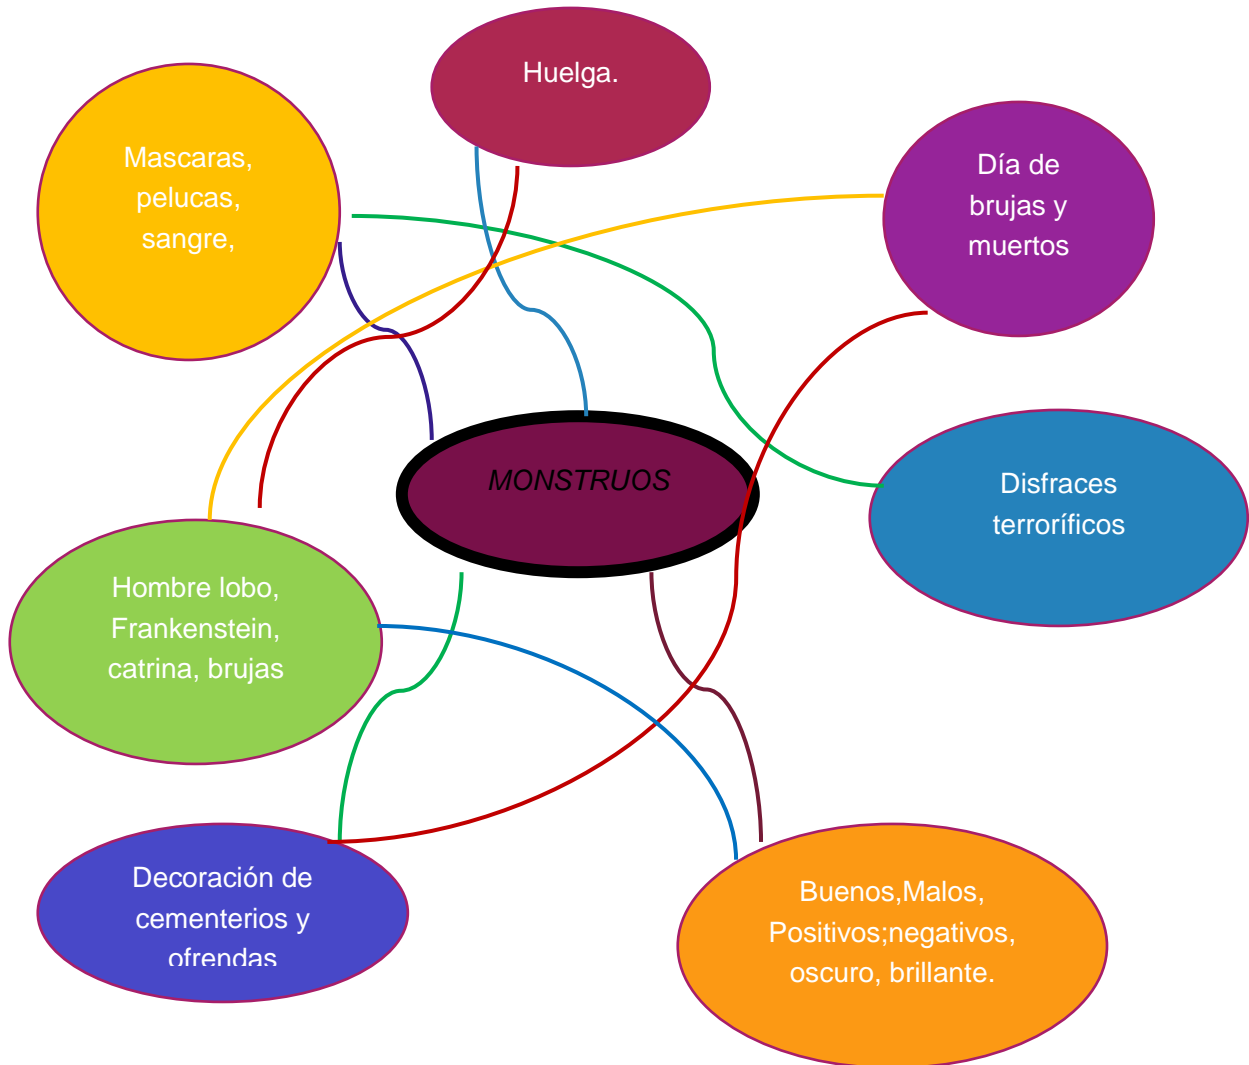 Huelga.
Mascaras,
pelucas,
sangre,
Día de
brujas y
muertos
MONSTRUOS
Disfraces
terroríficos
Hombre lobo,
Frankenstein,
catrina, brujas
Decoración de
cementerios y
ofrendas
Buenos,Malos,
Positivos;negativos,
oscuro, brillante.